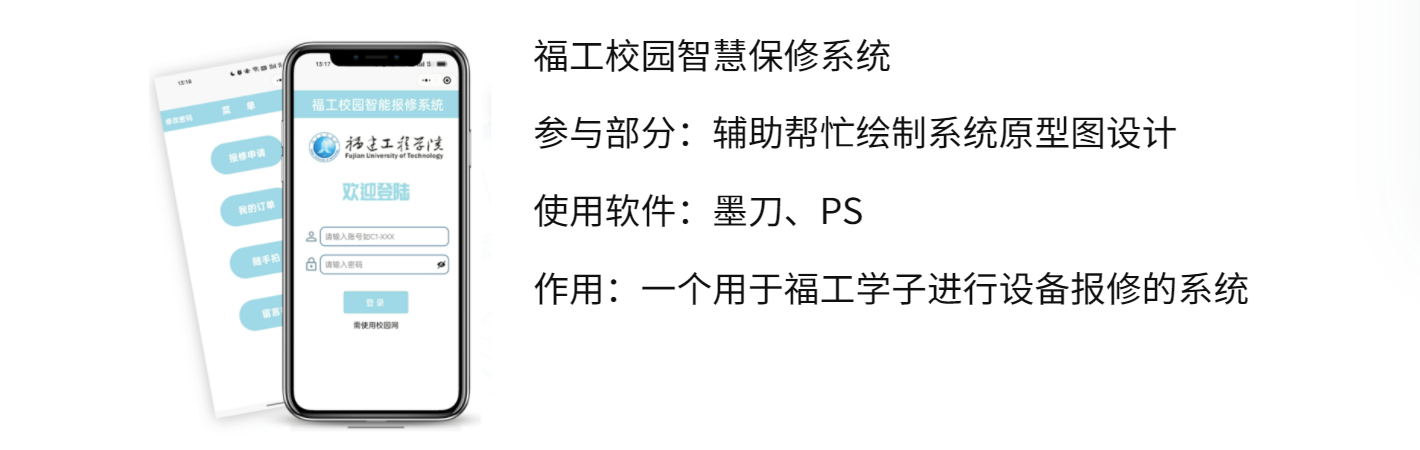 13:16
修改密码
菜 单
报修申请
我的订单
随手拍
留言
13:17
福工校园智能报修系统
福建工程学院
Fujian University of Technology
欢迎登陆
请输入账号如C1-XXX
请输入密码
登 录
需使用校园网
福工校园智慧保修系统
参与部分：辅助帮忙绘制系统原型图设计
使用软件：墨刀、PS
作用：一个用于福工学子进行设备报修的系统